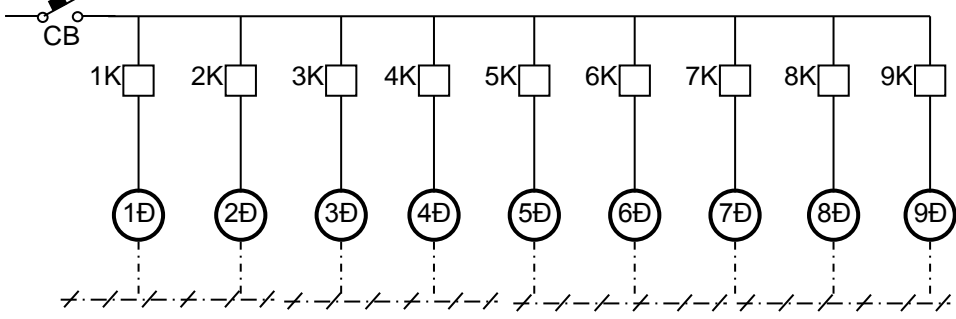 CB
1K 2K 3K 4K 5K 6K 7K 8K 9K
1Đ 2Đ 3Đ 4Đ 5Đ 6Đ 7Đ 8Đ 9Đ